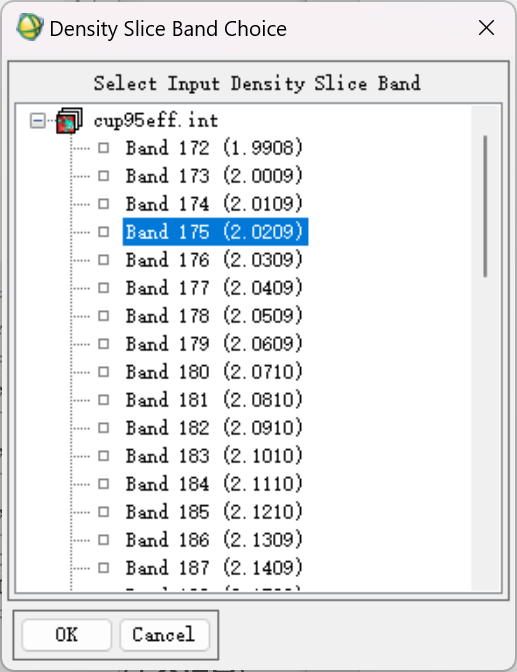 Density Slice Band Choice
Select Input Density Slice Band
cup95eff.int
Band 172 (1.9908)
Band 173 (2.0009)
Band 174 (2.0109)
Band 175 (2.0209)
Band 176 (2.0309)
Band 177 (2.0409)
Band 178 (2.0509)
Band 179 (2.0609)
Band 180 (2.0710)
Band 181 (2.0810)
Band 182 (2.0910)
Band 183 (2.1010)
Band 184 (2.1110)
Band 185 (2.1210)
Band 186 (2.1309)
Band 187 (2.1409)
OK
Cancel